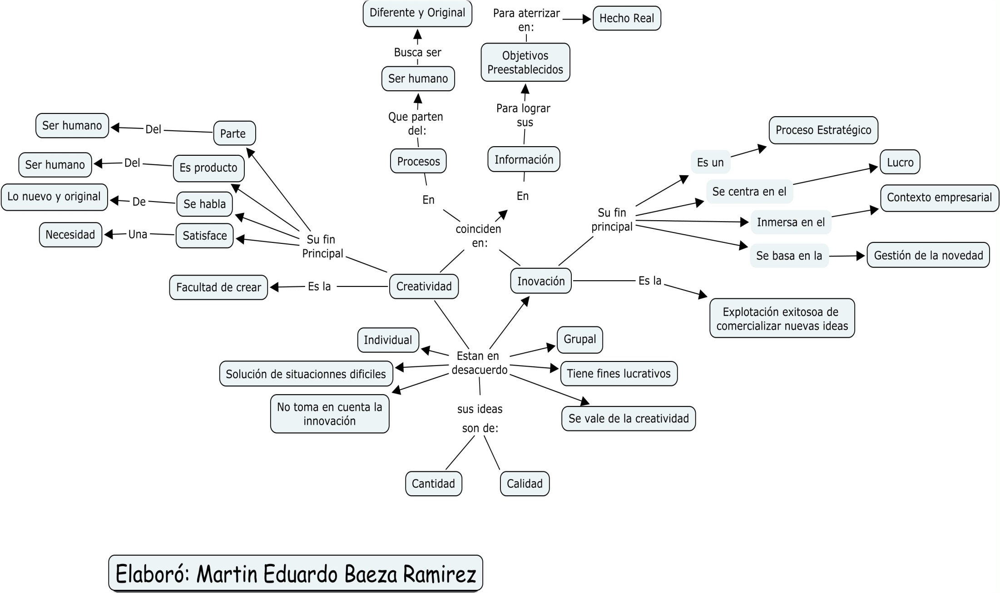 Diferente y Original
Para aterrizar
en:
Hecho Real
Busca ser
Objetivos
Preestablecidos
Ser humano
Que parten
del:
Para lograr
sus
Procesos
Información
En
En
coinciden
en:
Ser humano
Del
Parte
Ser humano
Del
Es producto
Lo nuevo y original
De
Se habla
Necesidad
Una
Satisface
Su fin
Principal
Facultad de crear
Es la
Creatividad
Inovación
Su fin
principal
Es un
Proceso Estratégico
Se centra en el
Lucro
Inmersa en el
Contexto empresarial
Se basa en la
Gestión de la novedad
Es la
Explotación exitosoa de
comercializar nuevas ideas
Individual
Grupal
Estan en
desacuerdo
Solución de situacionnes dificiles
Tiene fines lucrativos
No toma en cuenta la
innovación
Se vale de la creatividad
sus ideas
son de:
Cantidad
Calidad
Elaboró: Martin Eduardo Baeza Ramirez